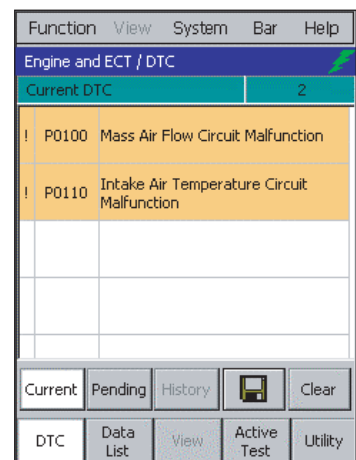 Function View System Bar Help
Engine and ECT / DTC
Current DTC 2
! P0100 Mass Air Flow Circuit Malfunction
! P0110 Intake Air Temperature Circuit
Malfunction
Current Pending History Clear
DTC Data List View Active Test Utility